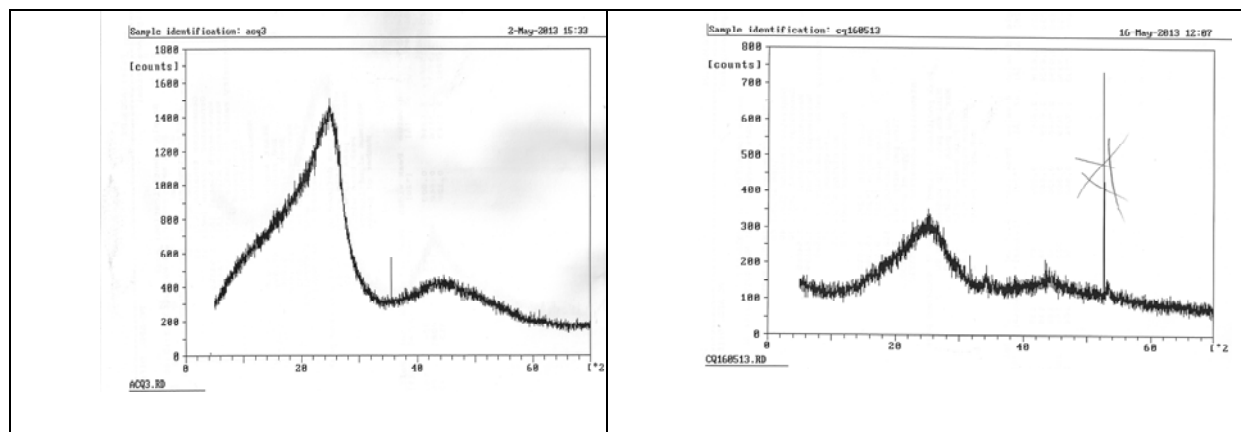 Sample identification: acq3 2-May-2013 15:33
1800
[counts]
1600
1400
1200
1000
800
600
400
200
0
0 20 40 60 [°2
ACQ3.RD
Sample identification: cq160513 16-May-2013 12:07
800
[counts]
700
600
500
400
300
200
100
0
0 20 40 60 [°2
CQ160513.RD